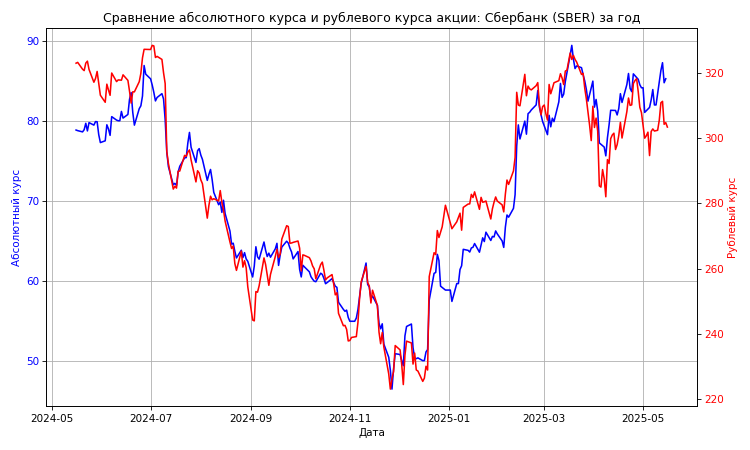 Сравнение абсолютного курса и рублевого курса акции: Сбербанк (SBER) за год
90
80
70
60
50
Абсолютный курс
320
300
280
260
240
220
Рублевый курс
2024-05 2024-07 2024-09 2024-11 2025-01 2025-03 2025-05
Дата